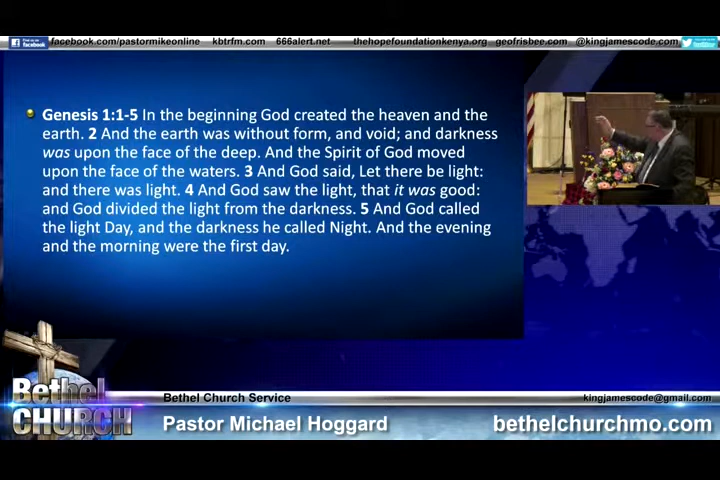 facebook.com/pastormikeonline kbtrfm.com 666alert.net thehopefoundationkenya.org geofrisbee.com @kingjamescode.com
Genesis 1:1-5 In the beginning God created the heaven and the
earth. 2 And the earth was without form, and void; and darkness
was upon the face of the deep. And the Spirit of God moved
upon the face of the waters. 3 And God said, Let there be light:
and there was light. 4 And God saw the light, that it was good:
and God divided the light from the darkness. 5 And God called
the light Day, and the darkness he called Night. And the evening
and the morning were the first day.
Bethel
CHURCH
Bethel Church Service
kingjamescode@gmail.com
Pastor Michael Hoggard
bethelchurchmo.com